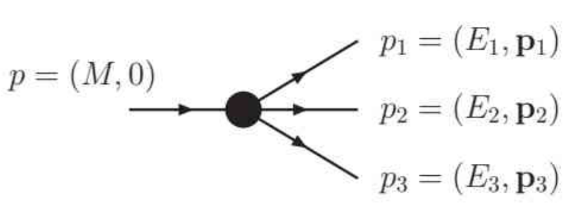 p₁ = (E₁, 𝐩₁)
p = (M, 0)
p₂ = (E₂, 𝐩₂)
p₃ = (E₃, 𝐩₃)